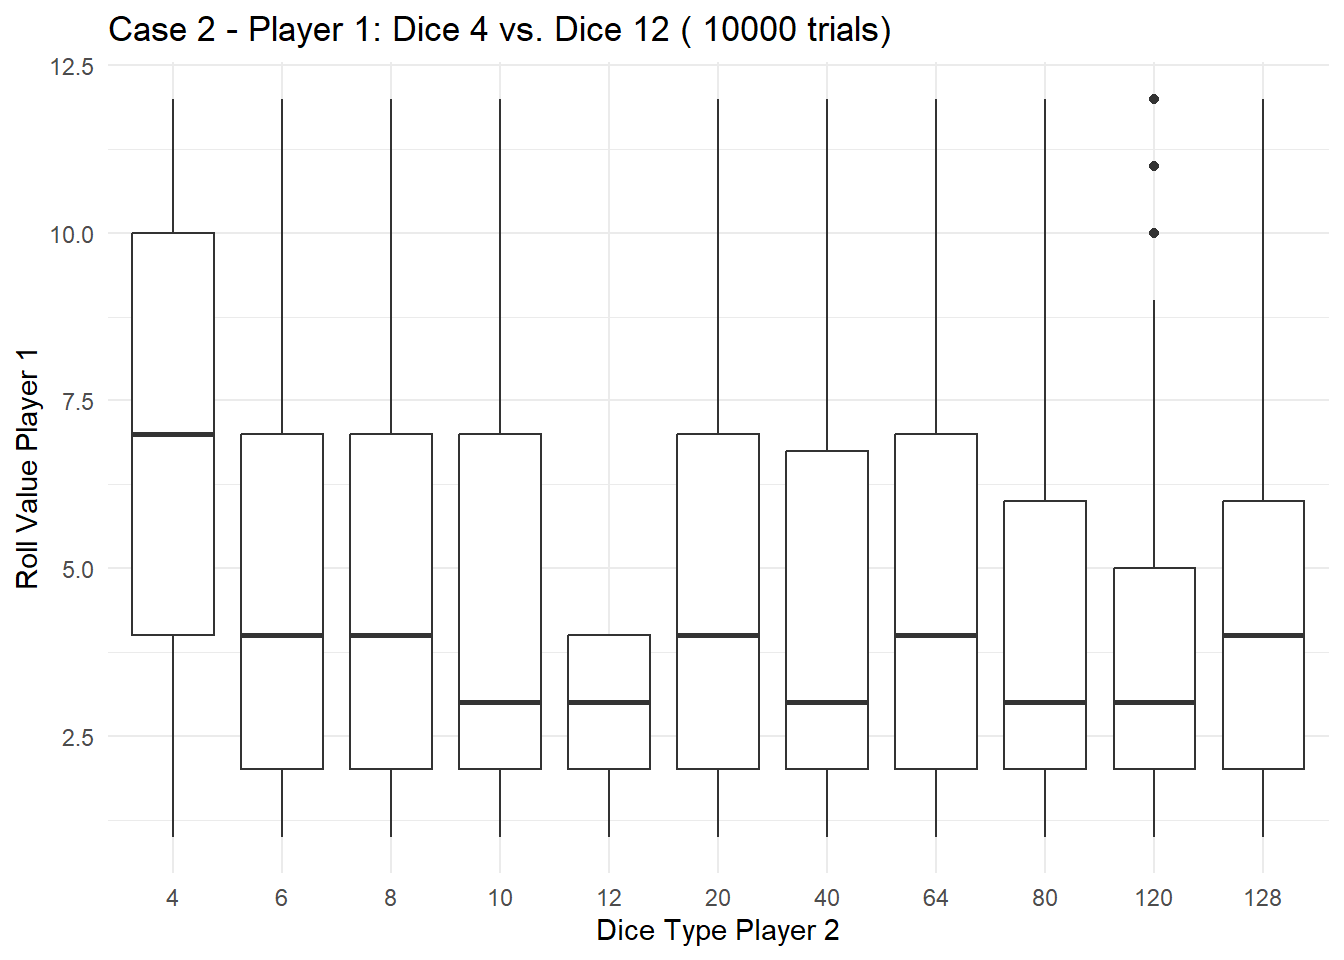 Case 2 - Player 1: Dice 4 vs. Dice 12 ( 10000 trials)
12.5
10.0
7.5
5.0
2.5
Roll Value Player 1
4 6 8 10 12 20 40 64 80 120 128
Dice Type Player 2